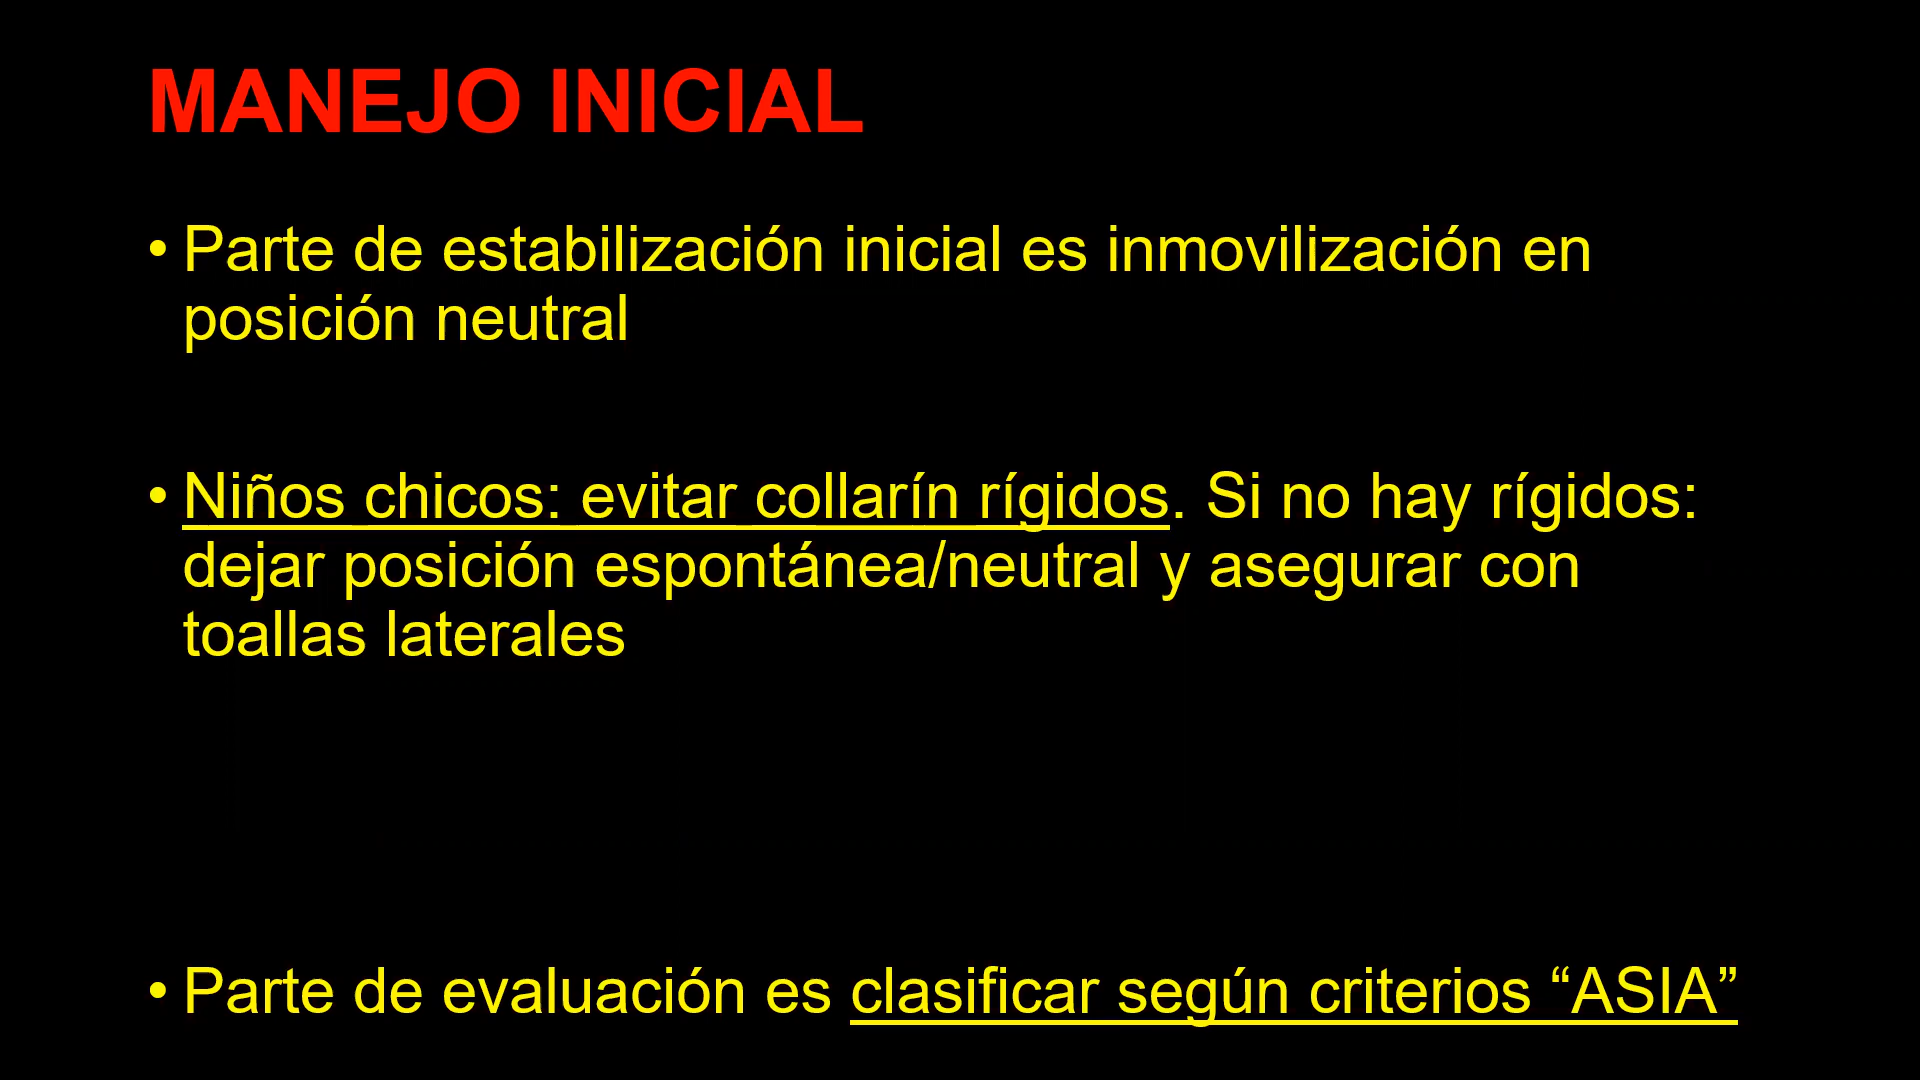 MANEJO INICIAL
• Parte de estabilización inicial es inmovilización en
posición neutral
• Niños chicos: evitar collarín rígidos. Si no hay rígidos:
dejar posición espontánea/neutral y asegurar con
toallas laterales
• Parte de evaluación es clasificar según criterios “ASIA”